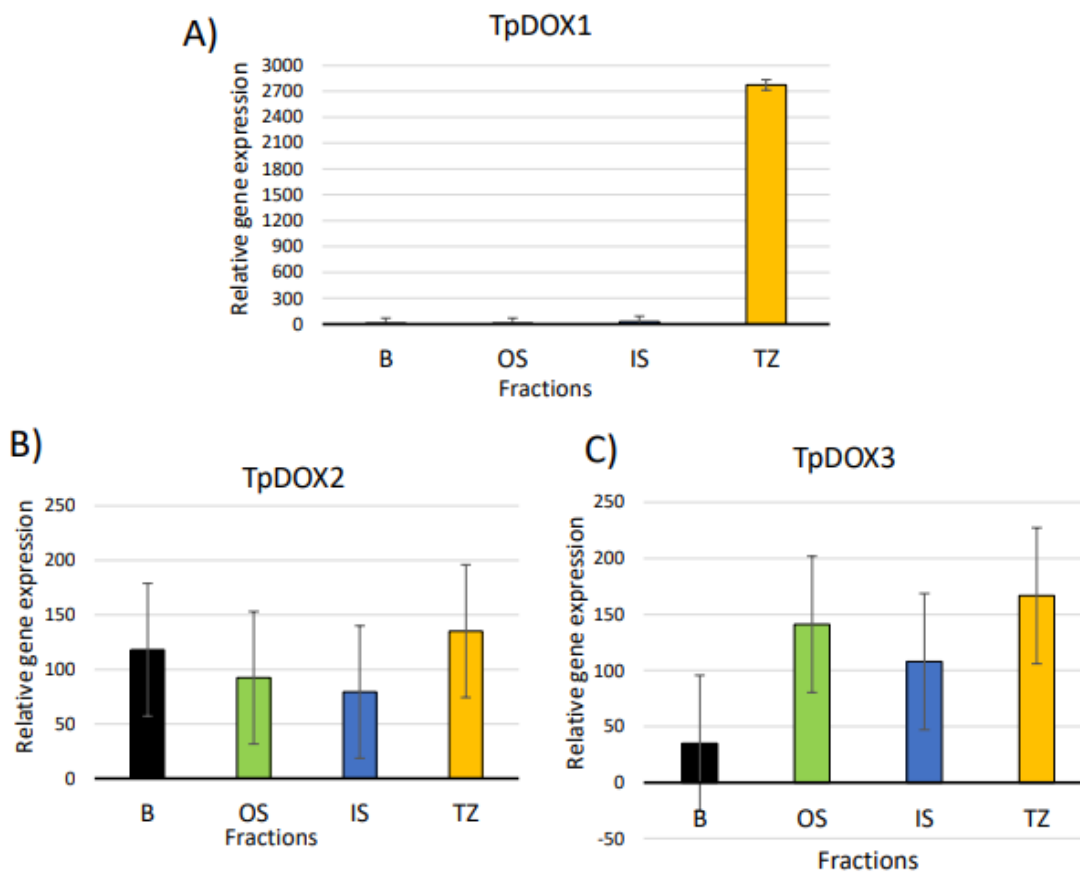 A)
TpDOX1
Relative gene expression
3000
2700
2400
2100
1800
1500
1200
900
600
300
0
B OS IS TZ
Fractions
B)
TpDOX2
Relative gene expression
250
200
150
100
50
0
B OS IS TZ
Fractions
C)
TpDOX3
Relative gene expression
250
200
150
100
50
0
-50
B OS IS TZ
Fractions